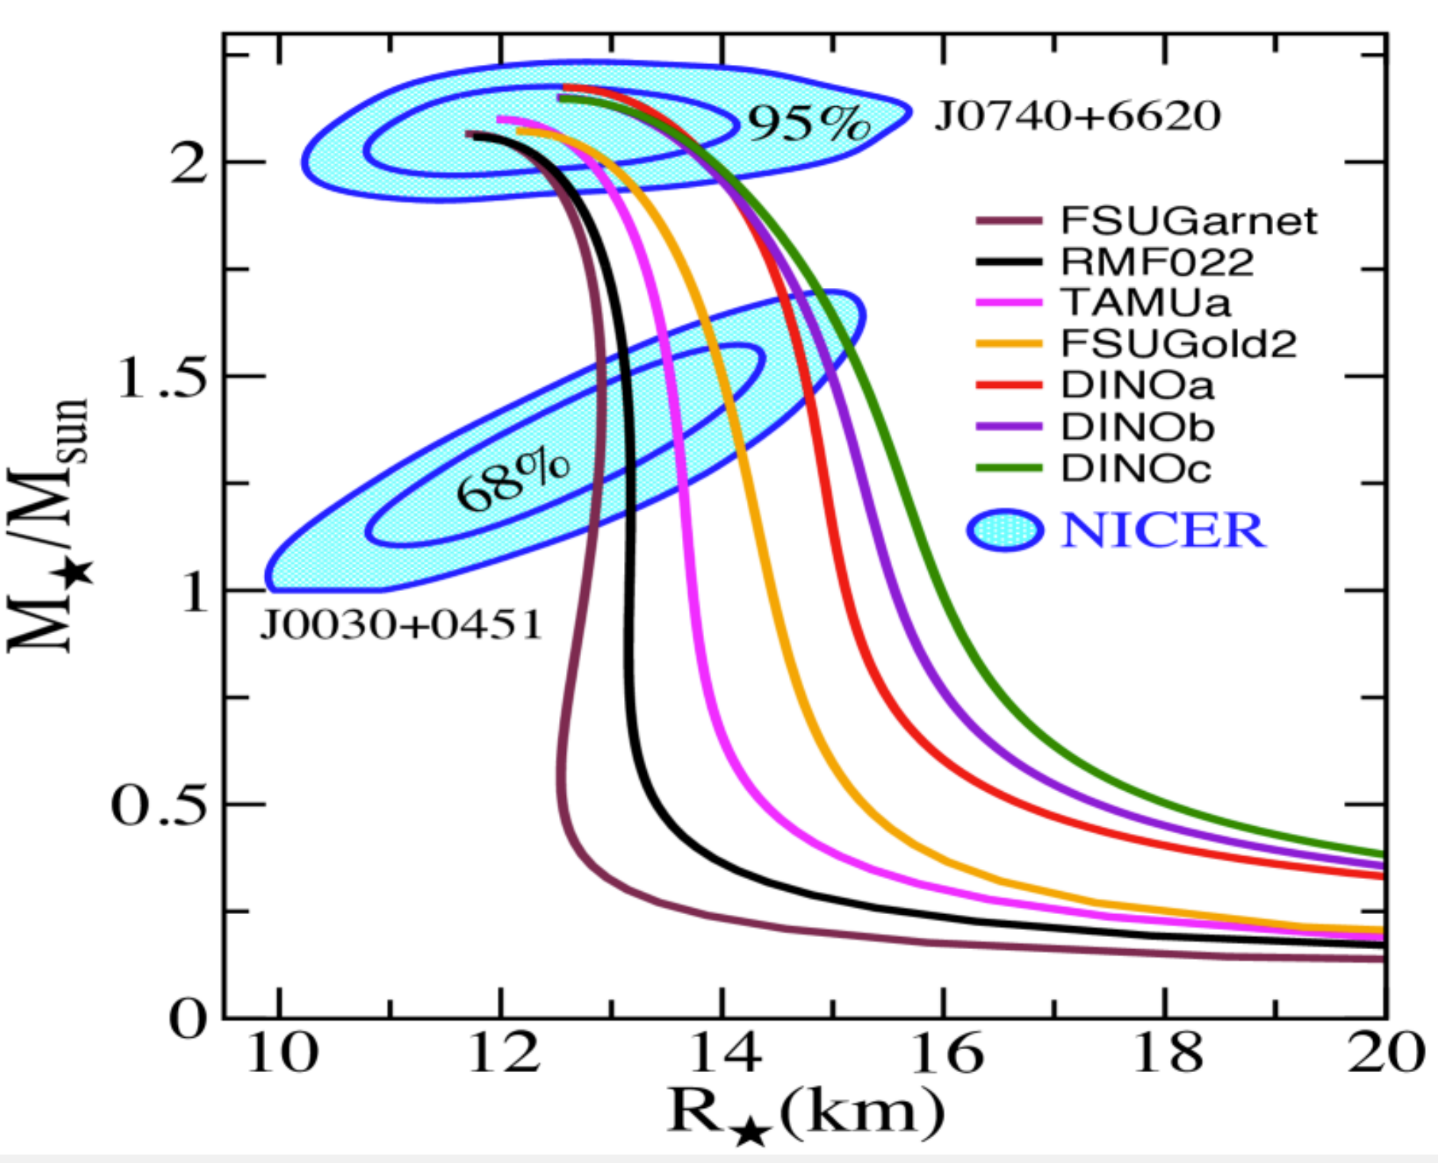 95%
J0740+6620
2
FSUGarnet
RMF022
TAMUa
FSUGold2
DINOa
DINOb
DINOc
NICER
1.5
68%
1
J0030+0451
0.5
0
M★/Msun
10 12 14 16 18 20
R★(km)